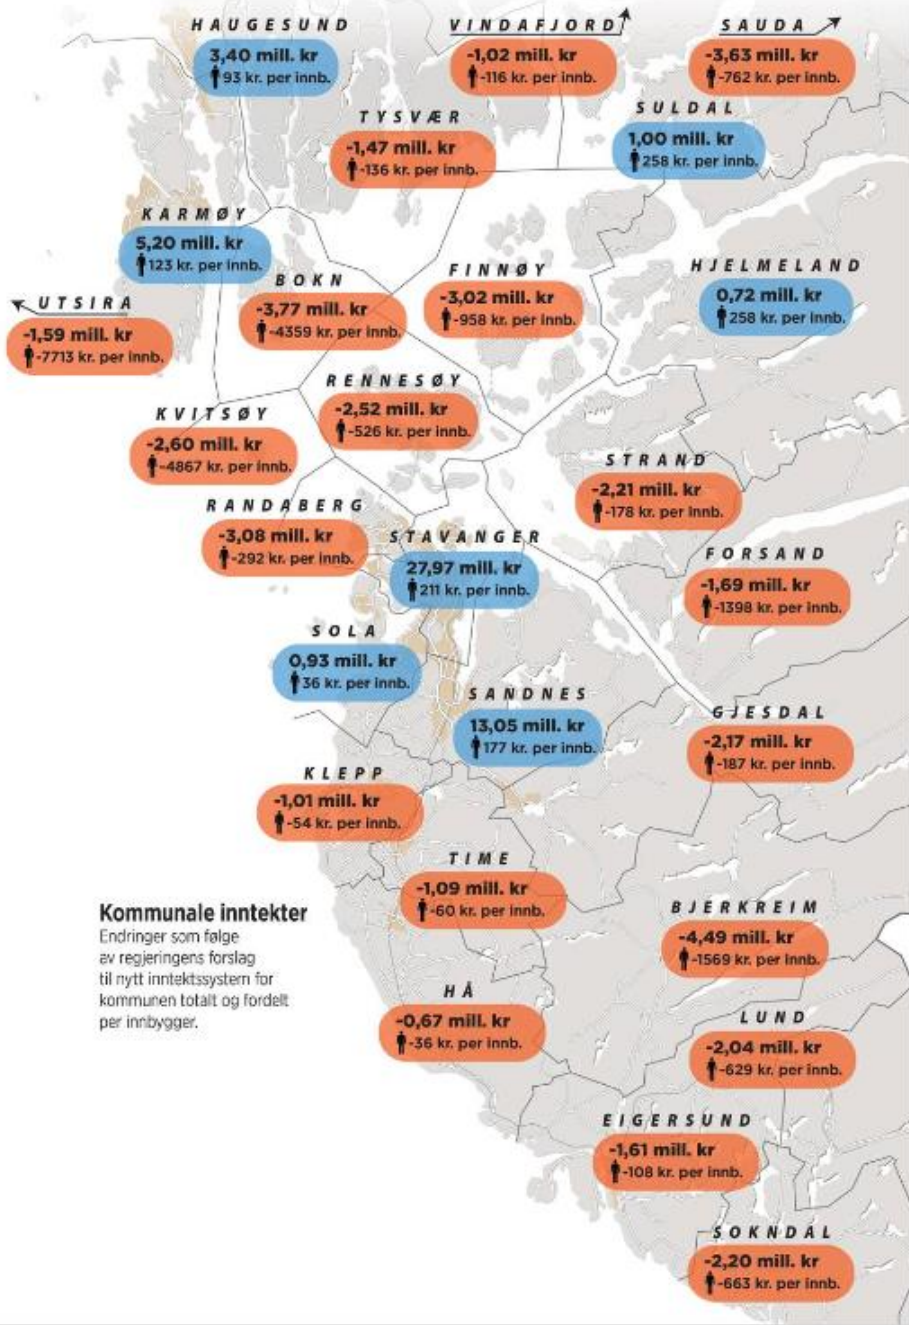 HAUGESUND
3,40 mill. kr
93 kr. per innb.
VINDAFJORD
-1,02 mill. kr
-116 kr. per innb.
SAUDA
-3,63 mill. kr
-762 kr. per innb.
TYSVÆR
-1,47 mill. kr
-136 kr. per innb.
SULDAL
1,00 mill. kr
258 kr. per innb.
KARMØY
5,20 mill. kr
123 kr. per innb.
BOKN
-3,77 mill. kr
-4359 kr. per innb.
FINNØY
-3,02 mill. kr
-958 kr. per innb.
HJELMELAND
0,72 mill. kr
258 kr. per innb.
UTSIRA
-1,59 mill. kr
-7713 kr. per innb.
RENNESØY
-2,52 mill. kr
-526 kr. per innb.
KVITSØY
-2,60 mill. kr
-4867 kr. per innb.
STRAND
-2,21 mill. kr
-178 kr. per innb.
RANDABERG
-3,08 mill. kr
-292 kr. per innb.
STAVANGER
27,97 mill. kr
211 kr. per innb.
FORSAND
-1,69 mill. kr
-1398 kr. per innb.
SOLA
0,93 mill. kr
36 kr. per innb.
SANDNES
13,05 mill. kr
177 kr. per innb.
GJESDAL
-2,17 mill. kr
-187 kr. per innb.
KLEPP
-1,01 mill. kr
-54 kr. per innb.
TIME
-1,09 mill. kr
-60 kr. per innb.
Kommunale inntekter
Endringer som følge
av regjeringens forslag
til nytt inntektssystem for
kommunen totalt og fordelt
per innbygger.
BJERKREIM
-4,49 mill. kr
-1569 kr. per innb.
HÅ
-0,67 mill. kr
-36 kr. per innb.
LUND
-2,04 mill. kr
-629 kr. per innb.
EIGERSUND
-1,61 mill. kr
-108 kr. per innb.
SOKNDAL
-2,20 mill. kr
-663 kr. per innb.